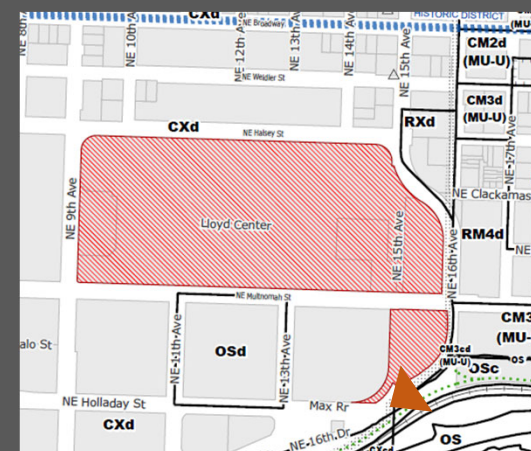 HISTORIC DISTRICT
CXd
NE Broadway
NE 10th Ave
NE 12th Ave
NE 13th Ave
NE 14th Ave
NE 15th Ave
CM2d
(MU-U)
NE Weidler St
CM3d
(MU-U)
RXd
CXd
NE Halsey St
NE 17th Ave
NE Clackamas
NE 9th Ave
Lloyd Center
NE 15th Ave
NE 16th Ave
RM4d
NE
NE Multnomah St
CM3
(MU-
alo St
NE 11th Ave
OSd
NE 13th Ave
CM3cd
(MU-U)
OS
OSc
NE Holladay St
Max Rr
CXd
NE 16th Dr
OS